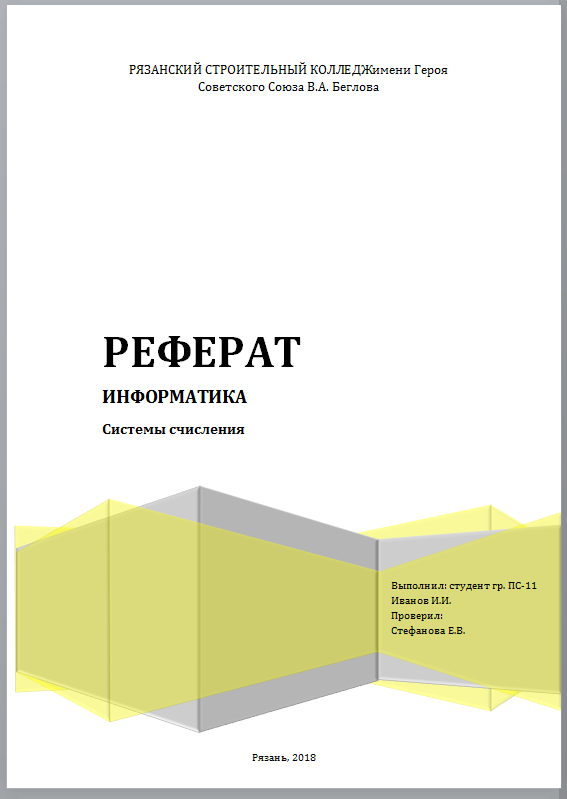 РЯЗАНСКИЙ СТРОИТЕЛЬНЫЙ КОЛЛЕДЖимени Героя
Советского Союза В.А. Беглова
РЕФЕРАТ
ИНФОРМАТИКА
Системы счисления
Выполнил: студент гр. ПС-11
Иванов И.И.
Проверил:
Стефанова Е.В.
Рязань, 2018